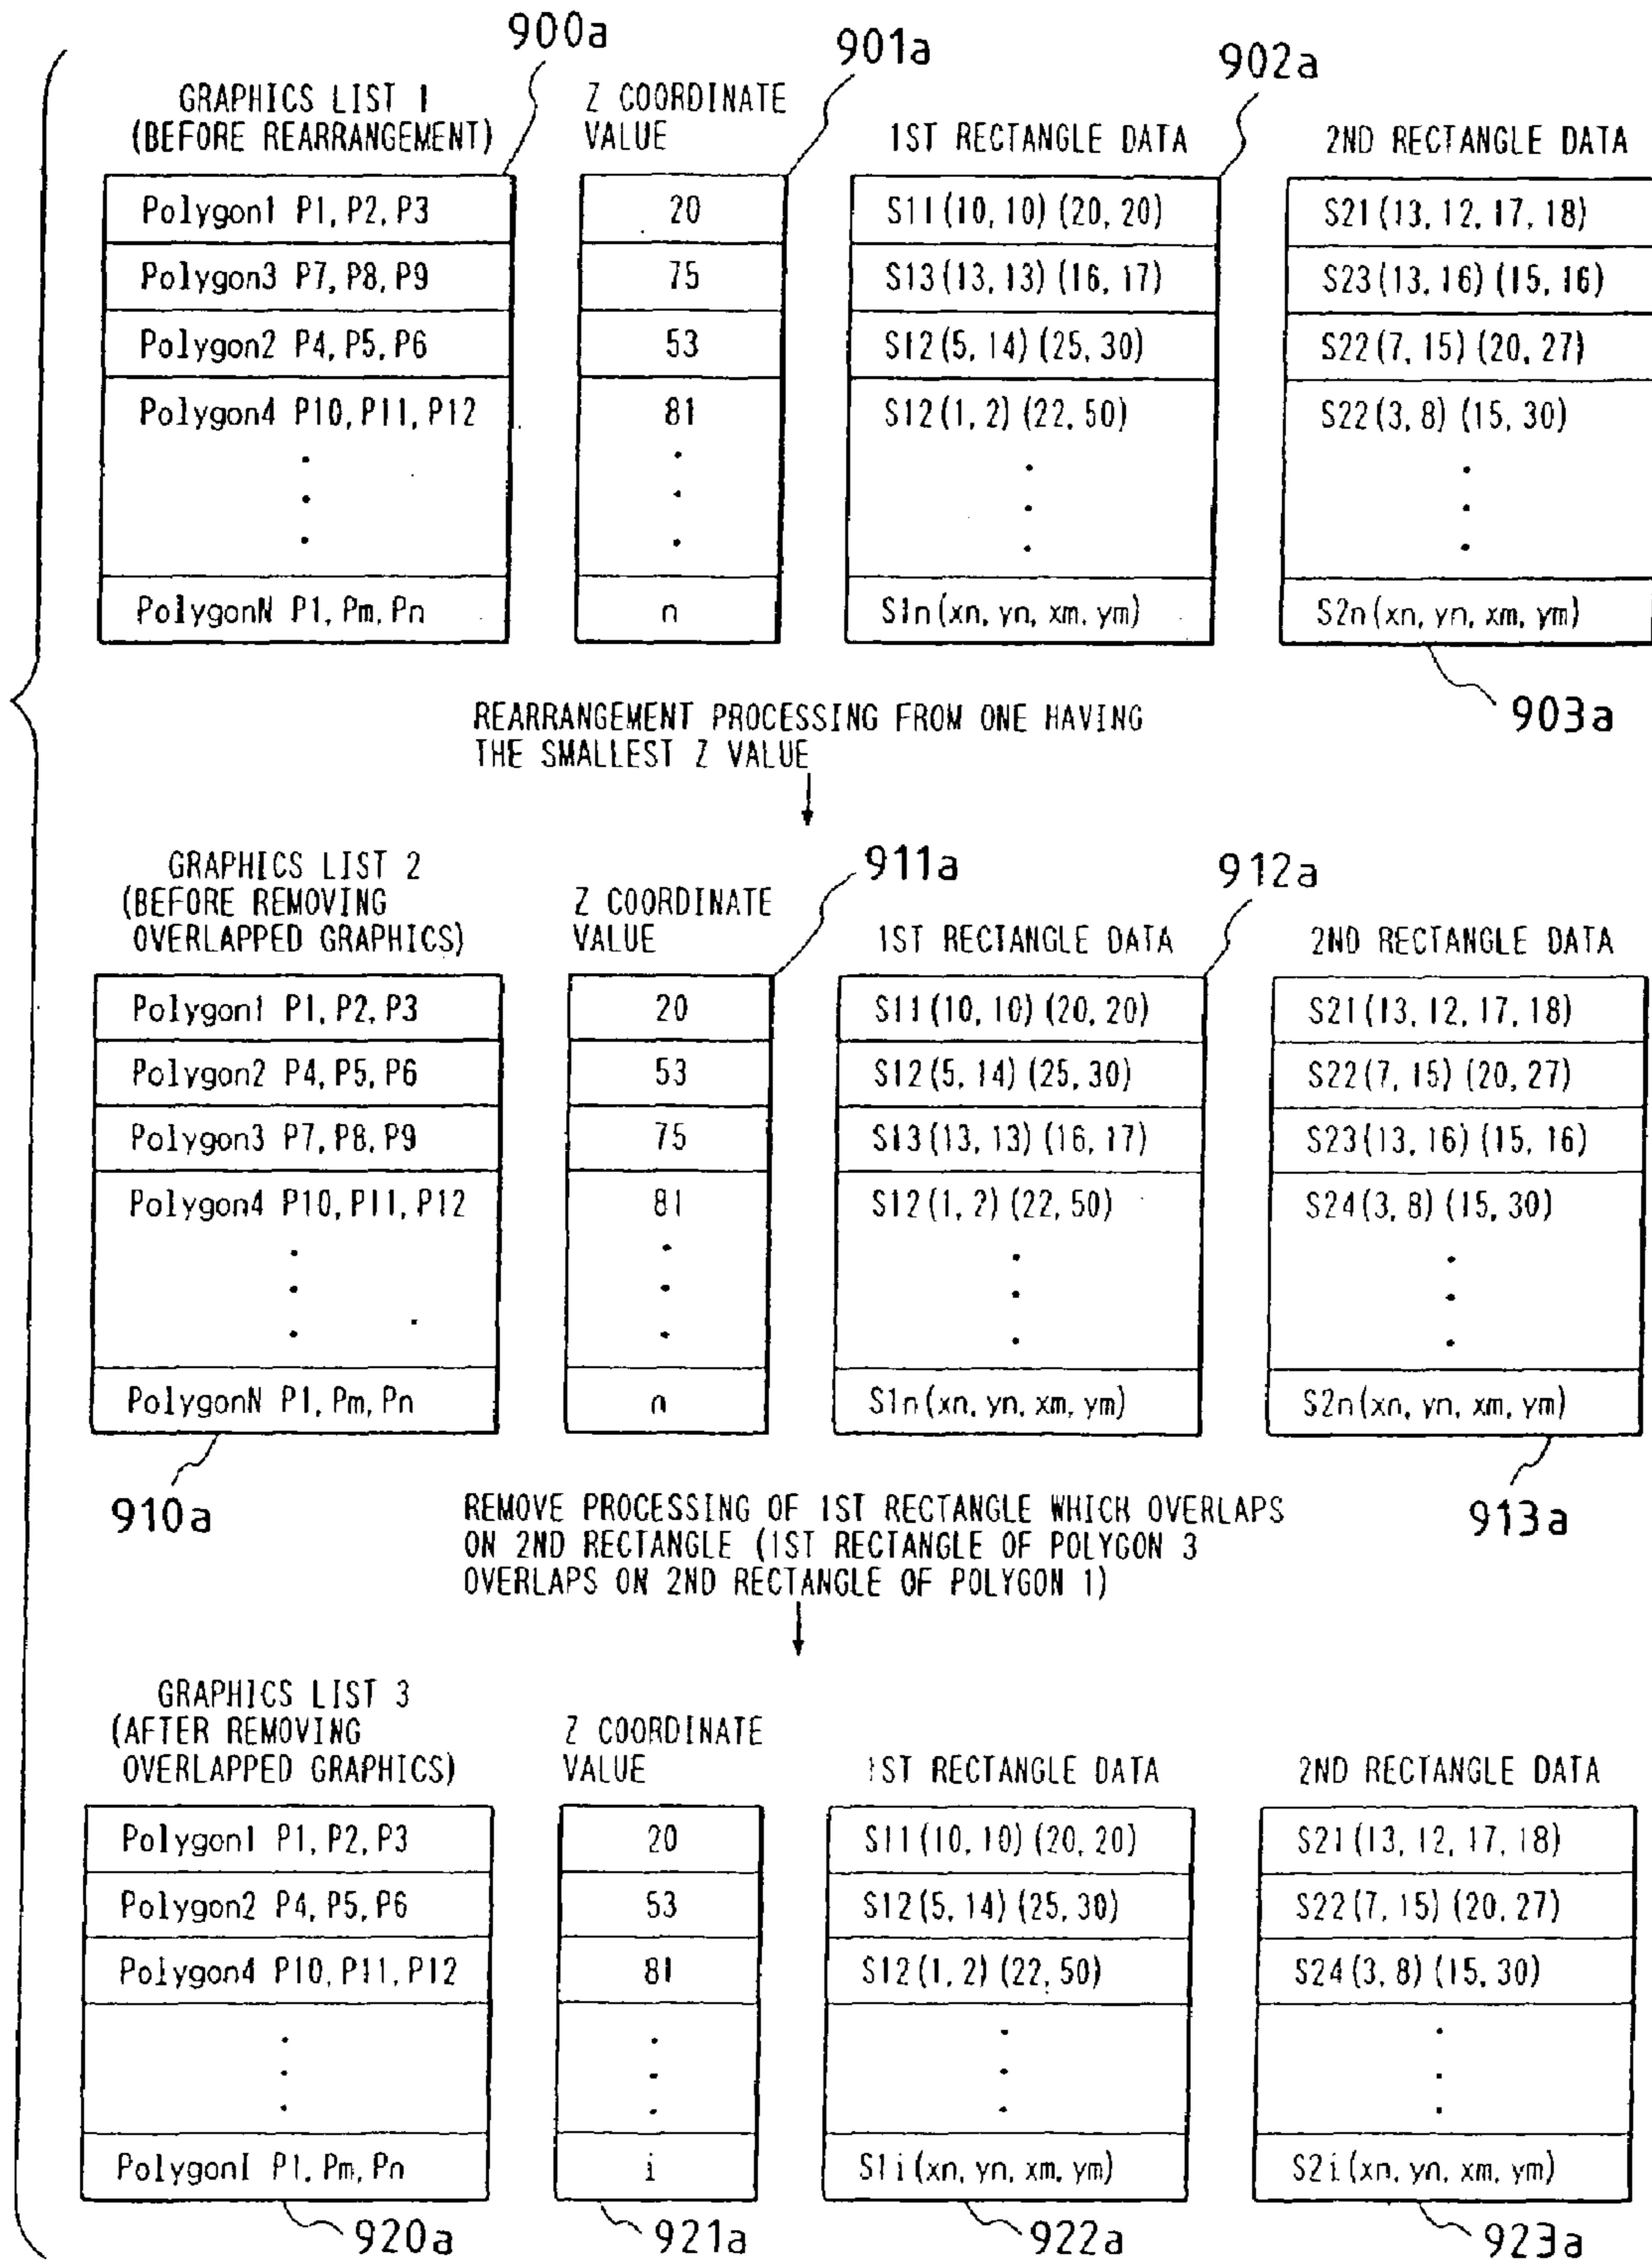 900a
901a
902a
GRAPHICS LIST 1
(BEFORE REARRANGEMENT)
Z COORDINATE
VALUE
1ST RECTANGLE DATA
2ND RECTANGLE DATA
Polygon1 P1, P2, P3
20
S11(10, 10) (20, 20)
S21(13, 12, 17, 18)
Polygon3 P7, P8, P9
75
S13(13, 13) (16, 17)
S23(13, 16) (15, 16)
Polygon2 P4, P5, P6
53
S12(5, 14) (25, 30)
S22(7, 15) (20, 27)
Polygon4 P10, P11, P12
81
S12(1, 2) (22, 50)
S22(3, 8) (15, 30)
PolygonN Pl, Pm, Pn
n
S1n(xn, yn, xm, ym)
S2n(xn, yn, xm, ym)
903a
REARRANGEMENT PROCESSING FROM ONE HAVING
THE SMALLEST Z VALUE
911a
912a
GRAPHICS LIST 2
(BEFORE REMOVING
OVERLAPPED GRAPHICS)
Z COORDINATE
VALUE
1ST RECTANGLE DATA
2ND RECTANGLE DATA
Polygon1 P1, P2, P3
20
S11(10, 10) (20, 20)
S21(13, 12, 17, 18)
Polygon2 P4, P5, P6
53
S12(5, 14) (25, 30)
S22(7, 15) (20, 27)
Polygon3 P7, P8, P9
75
S13(13, 13) (16, 17)
S23(13, 16) (15, 16)
Polygon4 P10, P11, P12
81
S12(1, 2) (22, 50)
S24(3, 8) (15, 30)
PolygonN Pl, Pm, Pn
n
S1n(xn, yn, xm, ym)
S2n(xn, yn, xm, ym)
910a
913a
REMOVE PROCESSING OF 1ST RECTANGLE WHICH OVERLAPS
ON 2ND RECTANGLE (1ST RECTANGLE OF POLYGON 3
OVERLAPS ON 2ND RECTANGLE OF POLYGON 1)
GRAPHICS LIST 3
(AFTER REMOVING
OVERLAPPED GRAPHICS)
Z COORDINATE
VALUE
1ST RECTANGLE DATA
2ND RECTANGLE DATA
Polygon1 P1, P2, P3
20
S11(10, 10) (20, 20)
S21(13, 12, 17, 18)
Polygon2 P4, P5, P6
53
S12(5, 14) (25, 30)
S22(7, 15) (20, 27)
Polygon4 P10, P11, P12
81
S12(1, 2) (22, 50)
S24(3, 8) (15, 30)
PolygonI Pl, Pm, Pn
i
S1i(xn, yn, xm, ym)
S2i(xn, yn, xm, ym)
920a
921a
922a
923a